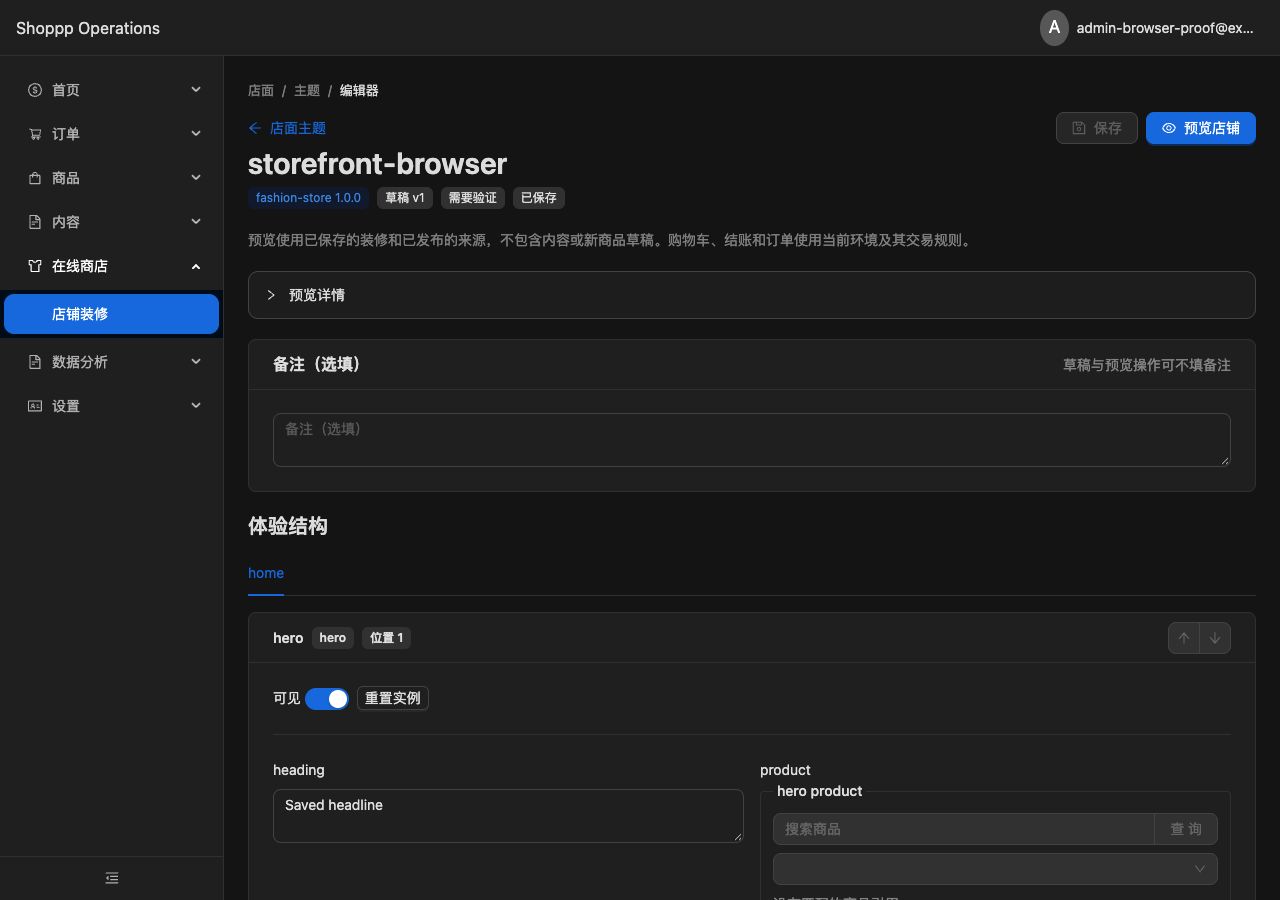 Shoppp Operations
A admin-browser-proof@ex...
首页
订单
商品
内容
在线商店
店铺装修
数据分析
设置
店面 / 主题 / 编辑器
店面主题
保存
预览店铺
storefront-browser
fashion-store 1.0.0 草稿 v1 需要验证 已保存
预览使用已保存的装修和已发布的来源，不包含内容或新商品草稿。购物车、结账和订单使用当前环境及其交易规则。
预览详情
备注（选填） 草稿与预览操作可不填备注
备注（选填）
体验结构
home
hero hero 位置 1
可见 重置实例
heading
Saved headline
product
hero product
搜索商品 查 询